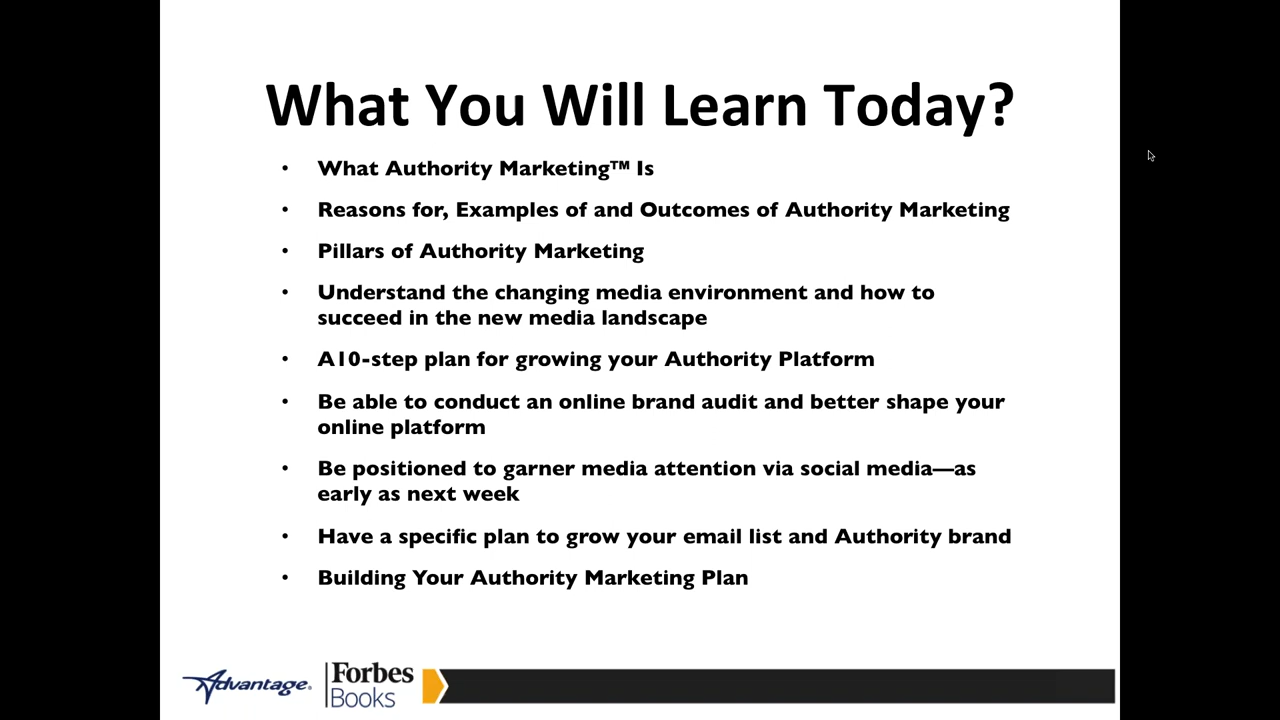 What You Will Learn Today?
• What Authority Marketing™ Is
• Reasons for, Examples of and Outcomes of Authority Marketing
• Pillars of Authority Marketing
• Understand the changing media environment and how to
succeed in the new media landscape
• A10-step plan for growing your Authority Platform
• Be able to conduct an online brand audit and better shape your
online platform
• Be positioned to garner media attention via social media—as
early as next week
• Have a specific plan to grow your email list and Authority brand
• Building Your Authority Marketing Plan
Advantage.
Forbes
Books